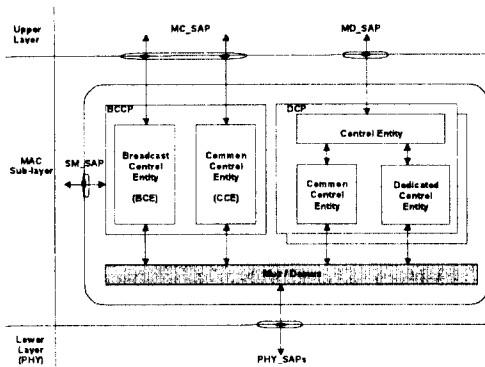 Upper
Layer
MC_SAP
MD_SAP
BCCP
DCP
Control Entity
MAC
Sub-layer
SM_SAP
Broadcast
Control
Entity
(BCE)
Common
Control
Entity
(CCE)
Common
Control
Entity
Dedicated
Control
Entity
Mux / Demux
Lower
Layer
(PHY)
PHY_SAPs